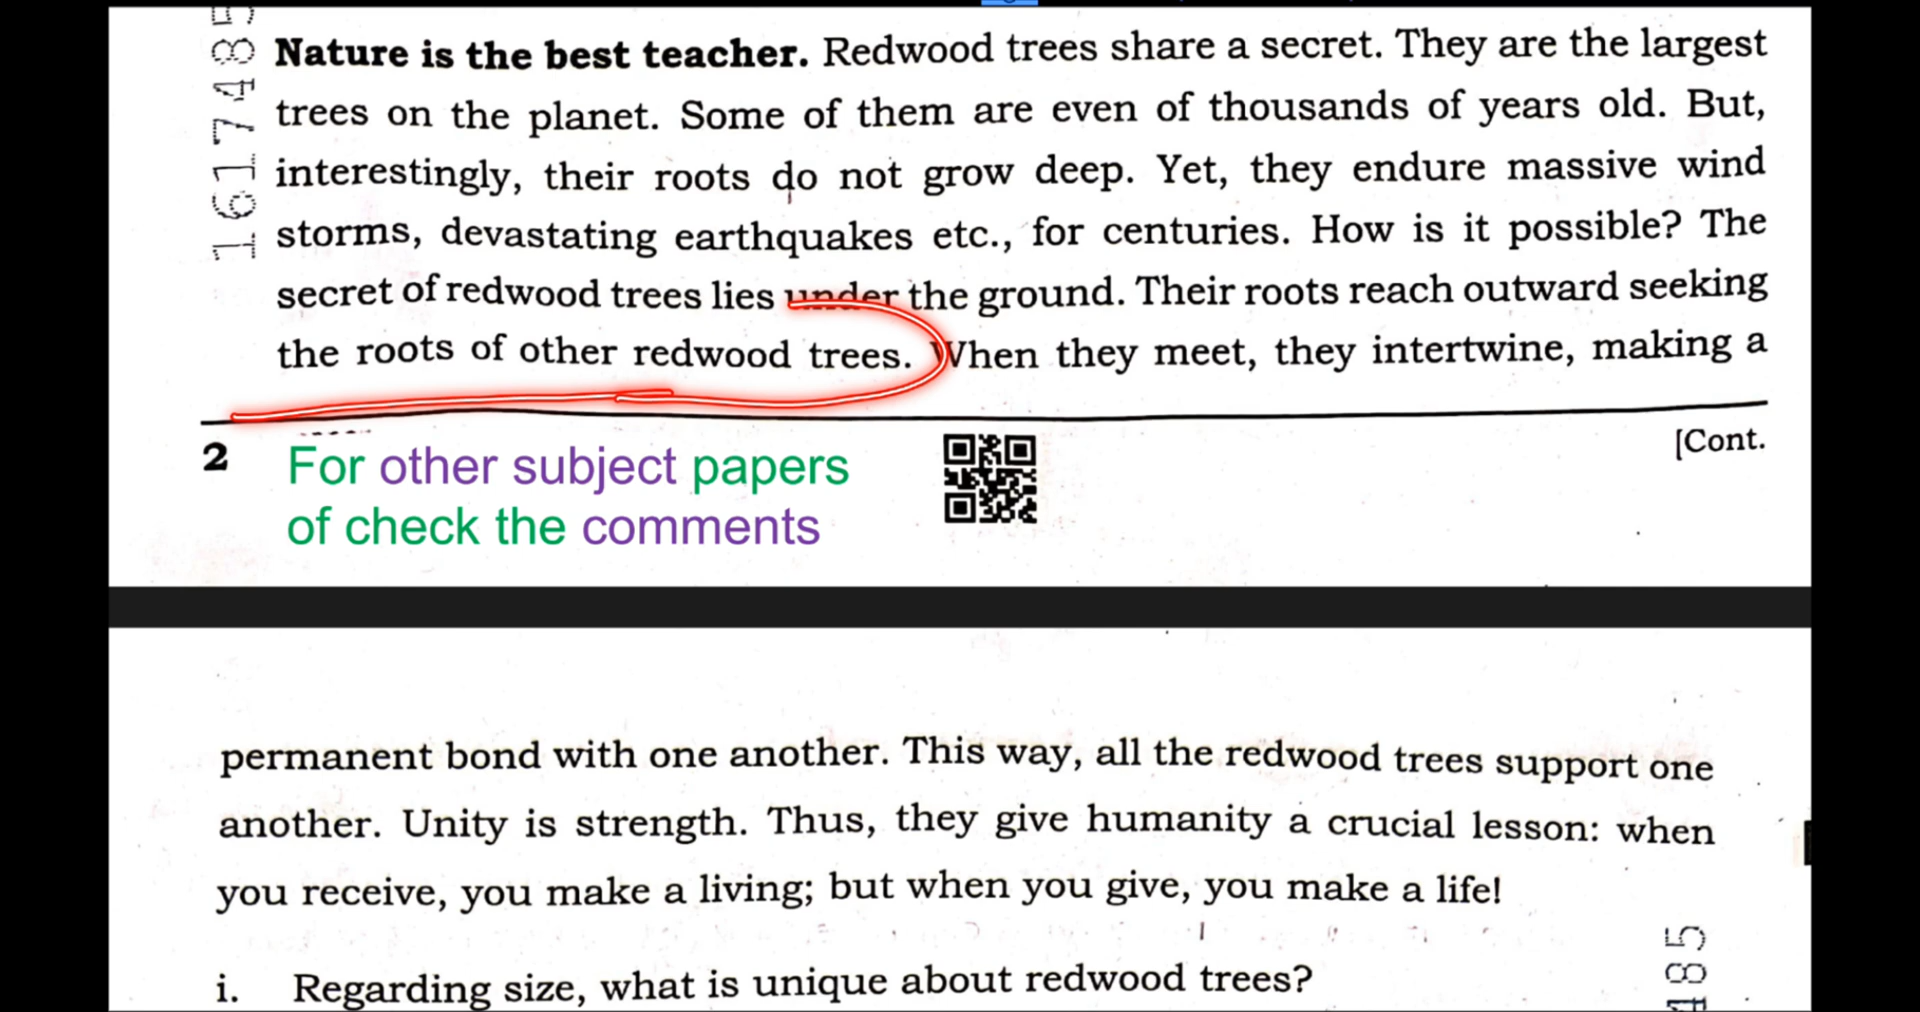 Nature is the best teacher. Redwood trees share a secret. They are the largest
trees on the planet. Some of them are even of thousands of years old. But,
interestingly, their roots do not grow deep. Yet, they endure massive wind
storms, devastating earthquakes etc., for centuries. How is it possible? The
secret of redwood trees lies under the ground. Their roots reach outward seeking
the roots of other redwood trees. When they meet, they intertwine, making a
2
[Cont.
For other subject papers
of check the comments
permanent bond with one another. This way, all the redwood trees support one
another. Unity is strength. Thus, they give humanity a crucial lesson: when
you receive, you make a living; but when you give, you make a life!
i. Regarding size, what is unique about redwood trees?